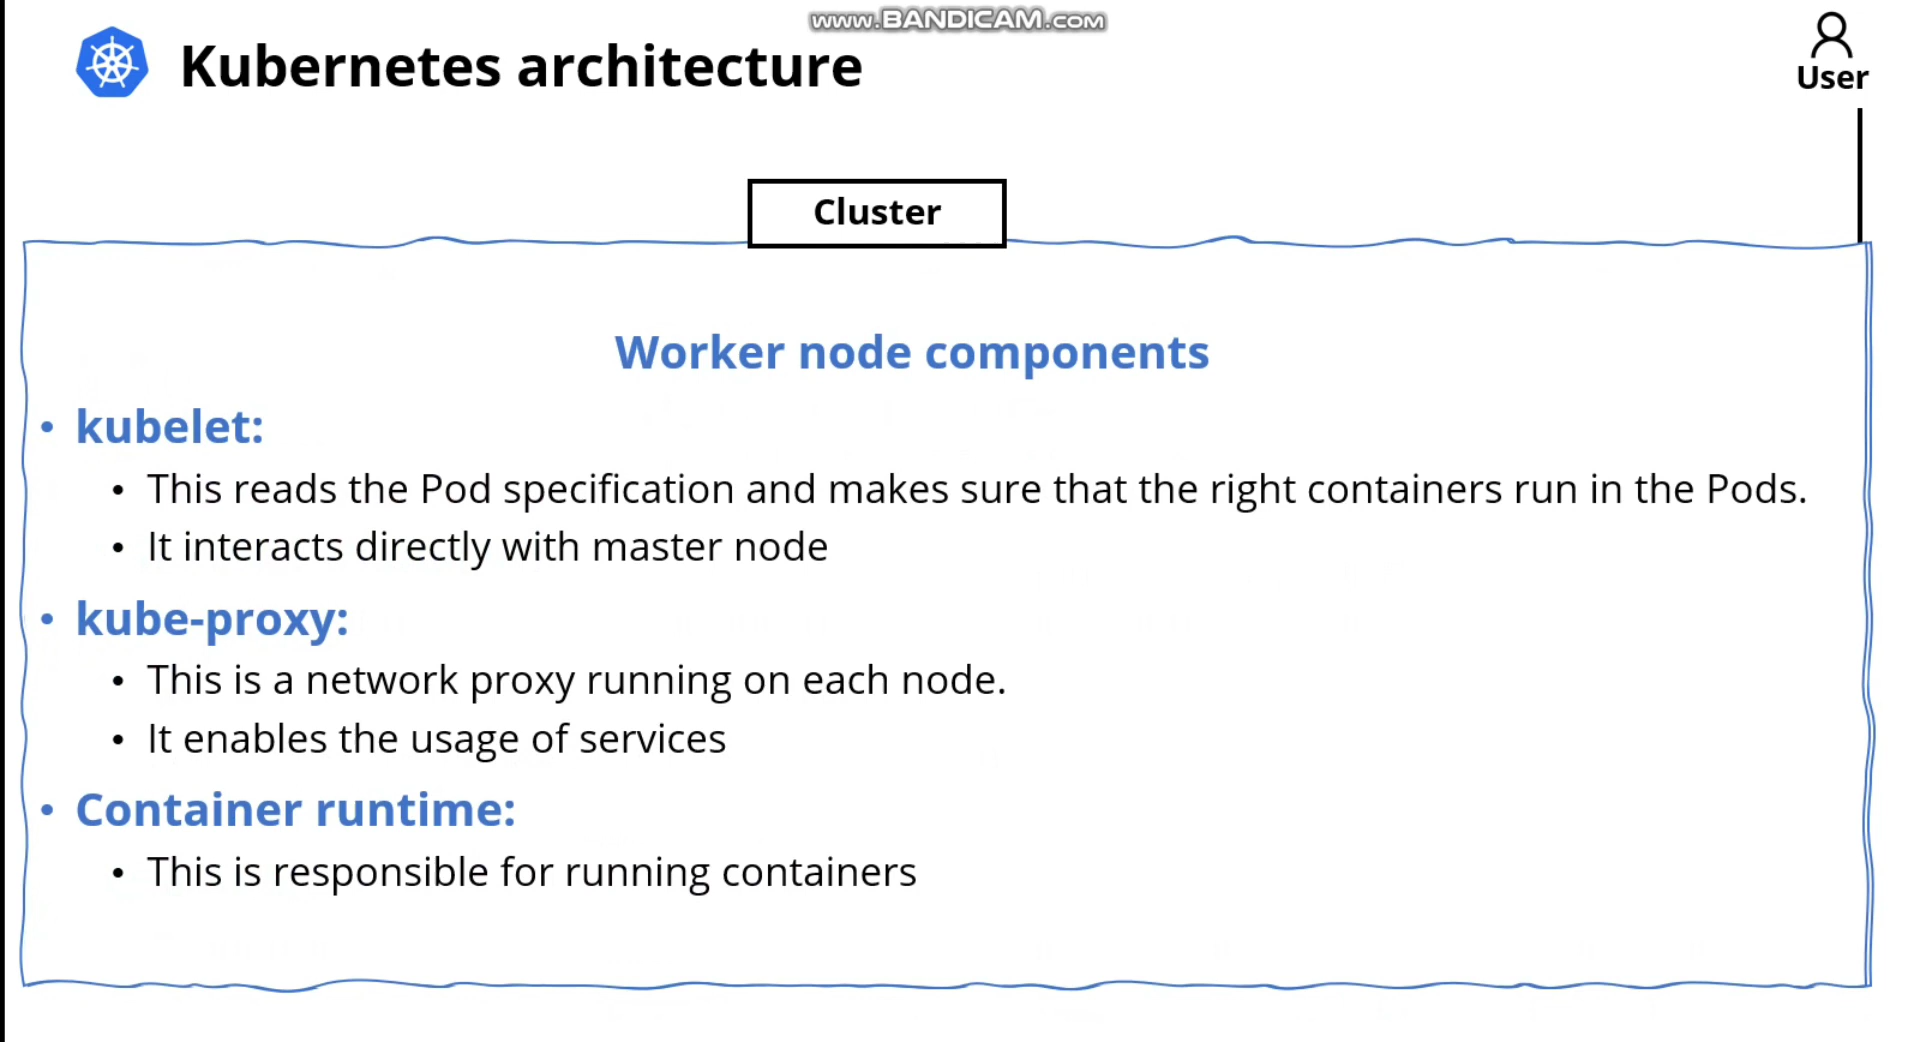 www.BANDICAM.com
Kubernetes architecture
User
Cluster
Worker node components
• kubelet:
• This reads the Pod specification and makes sure that the right containers run in the Pods.
• It interacts directly with master node
• kube-proxy:
• This is a network proxy running on each node.
• It enables the usage of services
• Container runtime:
• This is responsible for running containers